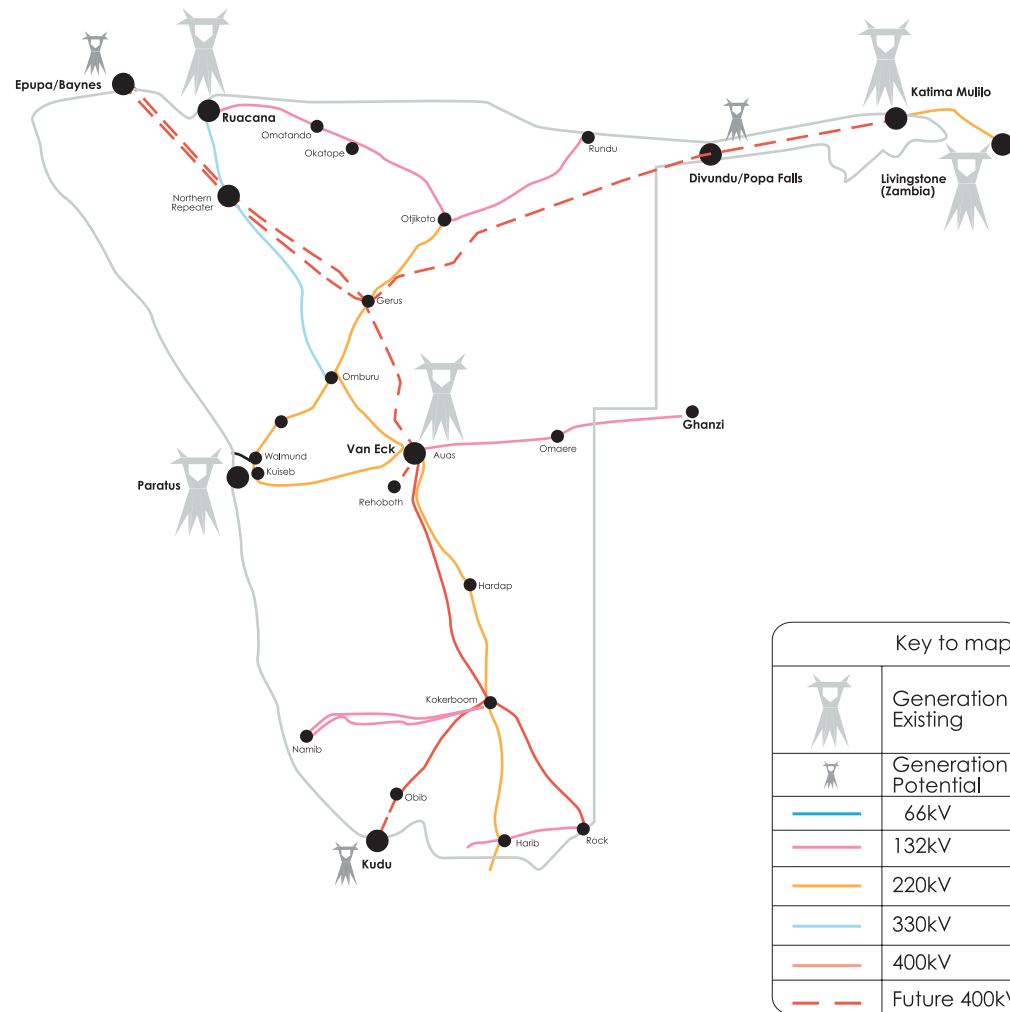 Epupa/Baynes
Ruacana
Omatando
Okatope
Rundu
Katima Mulilo
Divundu/Popa Falls
Livingstone
(Zambia)
Northern
Repeater
Otjikoto
Gerus
Omburu
Van Eck
Auas
Omaere
Ghanzi
Walmund
Kuiseb
Paratus
Rehoboth
Hardap
Kokerboom
Namib
Obib
Kudu
Harib
Rock
Key to map
Generation
Existing
Generation
Potential
66kV
132kV
220kV
330kV
400kV
Future 400kV